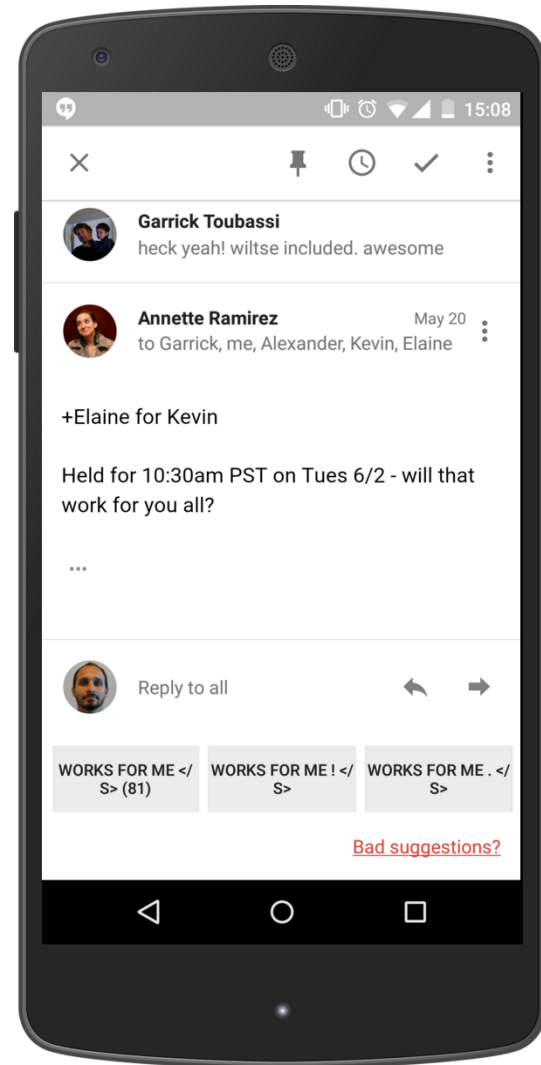 15:08
Garrick Toubassi
heck yeah! wiltse included. awesome
Annette Ramirez May 20
to Garrick, me, Alexander, Kevin, Elaine
+Elaine for Kevin
Held for 10:30am PST on Tues 6/2 - will that
work for you all?
...
Reply to all
WORKS FOR ME </
S> (81)
WORKS FOR ME ! </
S>
WORKS FOR ME . </
S>
Bad suggestions?